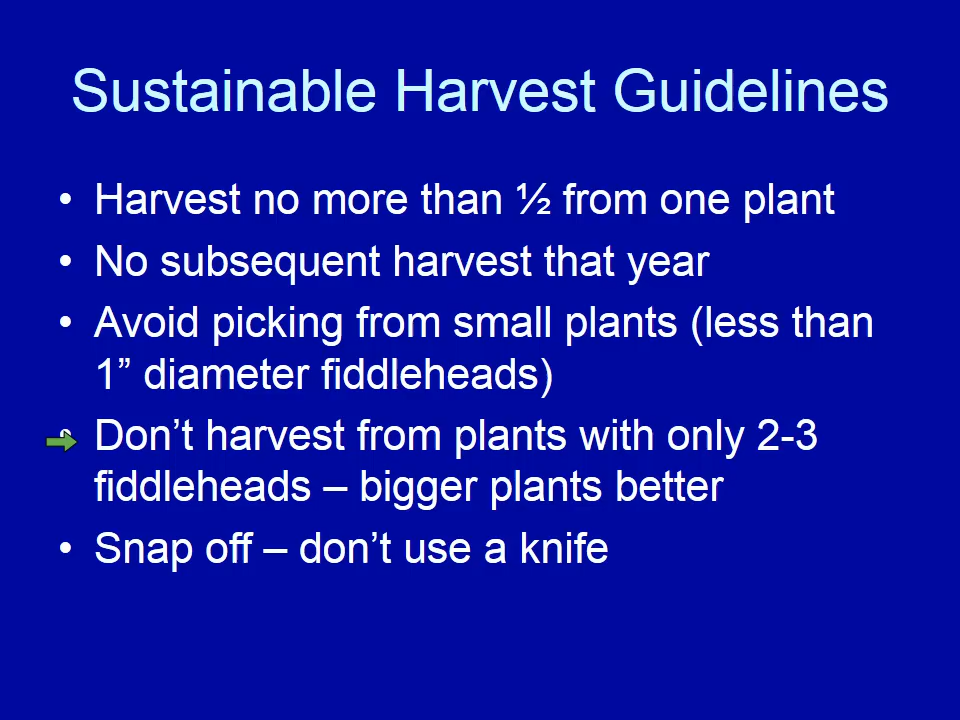 Sustainable Harvest Guidelines
• Harvest no more than ½ from one plant
• No subsequent harvest that year
• Avoid picking from small plants (less than
1” diameter fiddleheads)
• Don’t harvest from plants with only 2-3
fiddleheads – bigger plants better
• Snap off – don’t use a knife